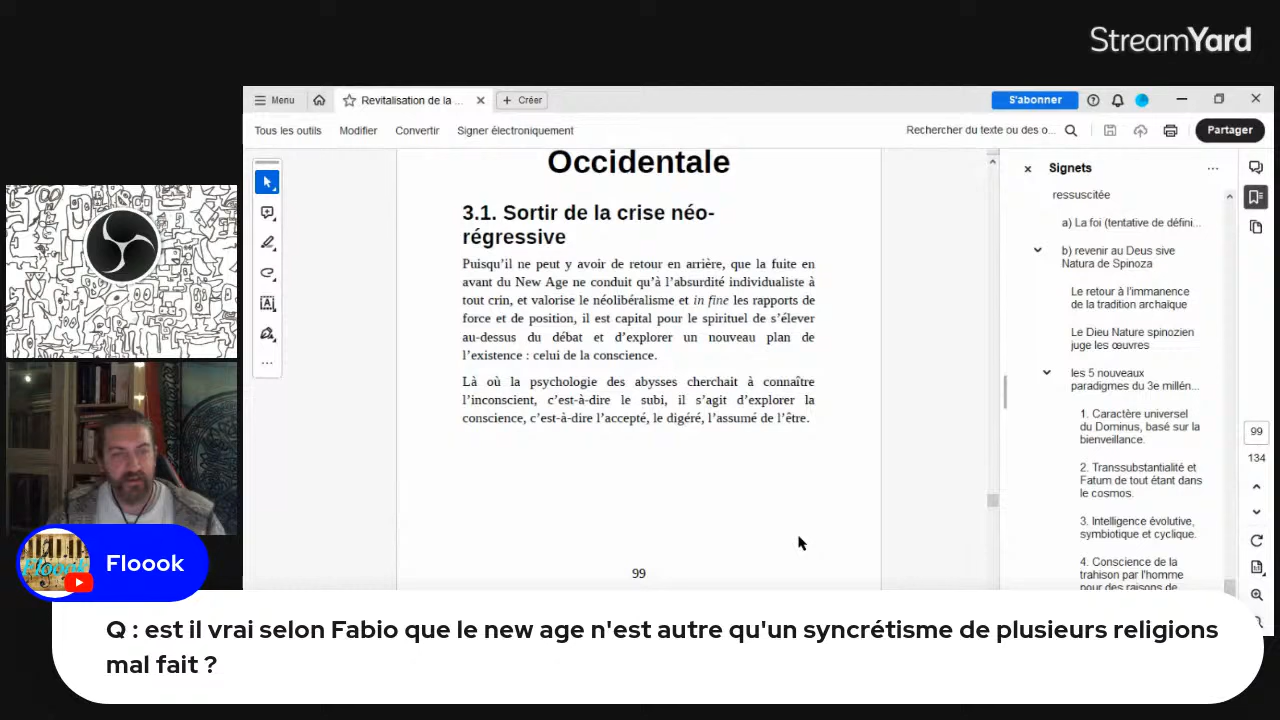 StreamYard
Menu
Revitalisation de la ...
Créer
S'abonner
Tous les outils
Modifier
Convertir
Signer électroniquement
Rechercher du texte ou des o...
Partager
Occidentale
3.1. Sortir de la crise néo-
régressive
Puisqu'il ne peut y avoir de retour en arrière, que la fuite en
avant du New Age ne conduit qu'à l'absurdité individualiste à
tout crin, et valorise le néolibéralisme et in fine les rapports de
force et de position, il est capital pour le spirituel de s'élever
au-dessus du débat et d'explorer un nouveau plan de
l'existence : celui de la conscience.
Là où la psychologie des abysses cherchait à connaître
l'inconscient, c'est-à-dire le subi, il s'agit d'explorer la
conscience, c'est-à-dire l'accepté, le digéré, l'assumé de l'être.
99
Signets
ressuscitée
a) La foi (tentative de défini...
b) revenir au Deus sive
Natura de Spinoza
Le retour à l'immanence
de la tradition archaïque
Le Dieu Nature spinozien
juge les œuvres
les 5 nouveaux
paradigmes du 3e millén...
1. Caractère universel
du Dominus, basé sur la
bienveillance.
2. Transsubstantialité et
Fatum de tout étant dans
le cosmos.
3. Intelligence évolutive,
symbiotique et cyclique.
4. Conscience de la
trahison par l'homme
pour des raisons de
99
134
Floook
Floook
Q : est il vrai selon Fabio que le new age n'est autre qu'un syncrétisme de plusieurs religions
mal fait ?